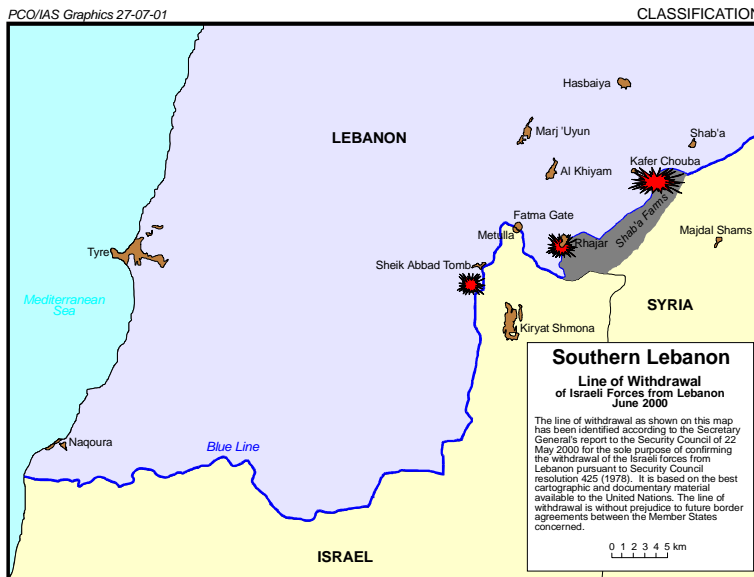 PCO/IAS Graphics 27-07-01
CLASSIFICATION
Hasbaiya
LEBANON
Marj 'Uyun
Shab'a
Kafer Chouba
Al Khiyam
Shab'a Farms
Fatma Gate
Metulla
Rhajar
Majdal Shams
Tyre
Sheik Abbad Tomb
Mediterranean
Sea
SYRIA
Kiryat Shmona
Naqoura
Blue Line
ISRAEL
Southern Lebanon
Line of Withdrawal
of Israeli Forces from Lebanon
June 2000
The line of withdrawal as shown on this map
has been identified according to the Secretary
General's report to the Security Council of 22
May 2000 for the sole purpose of confirming
the withdrawal of the Israeli forces from
Lebanon pursuant to Security Council
resolution 425 (1978). It is based on the best
cartographic and documentary material
available to the United Nations. The line of
withdrawal is without prejudice to future border
agreements between the Member States
concerned.
0 1 2 3 4 5 km